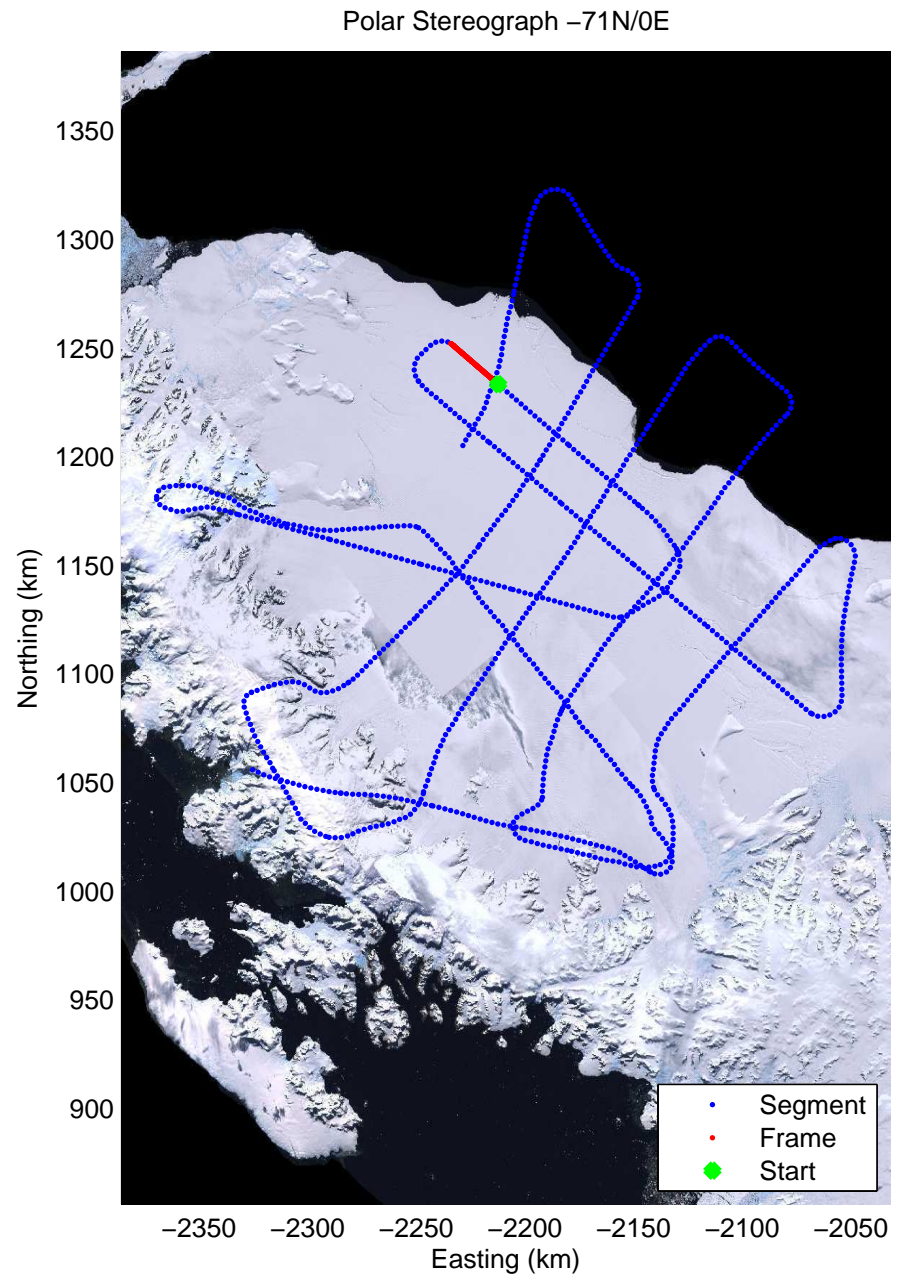 Polar Stereograph −71N/0E
1350
1300
1250
1200
1150
1100
1050
1000
950
900
Northing (km)
−2350 −2300 −2250 −2200 −2150 −2100 −2050
Easting (km)
Segment
Frame
Start